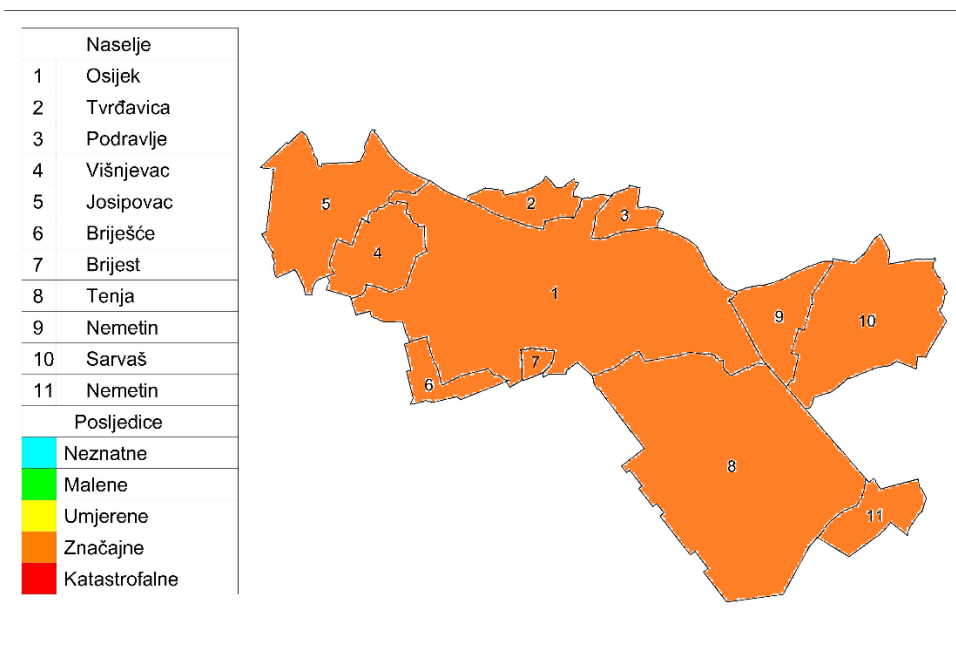 Naselje
1 Osijek
2 Tvrđavica
3 Podravlje
4 Višnjevac
5 Josipovac
6 Briješće
7 Brijest
8 Tenja
9 Nemetin
10 Sarvaš
11 Nemetin
Posljedice
Neznatne
Malene
Umjerene
Značajne
Katastrofalne
5
2
3
4
1
9
10
7
6
8
11